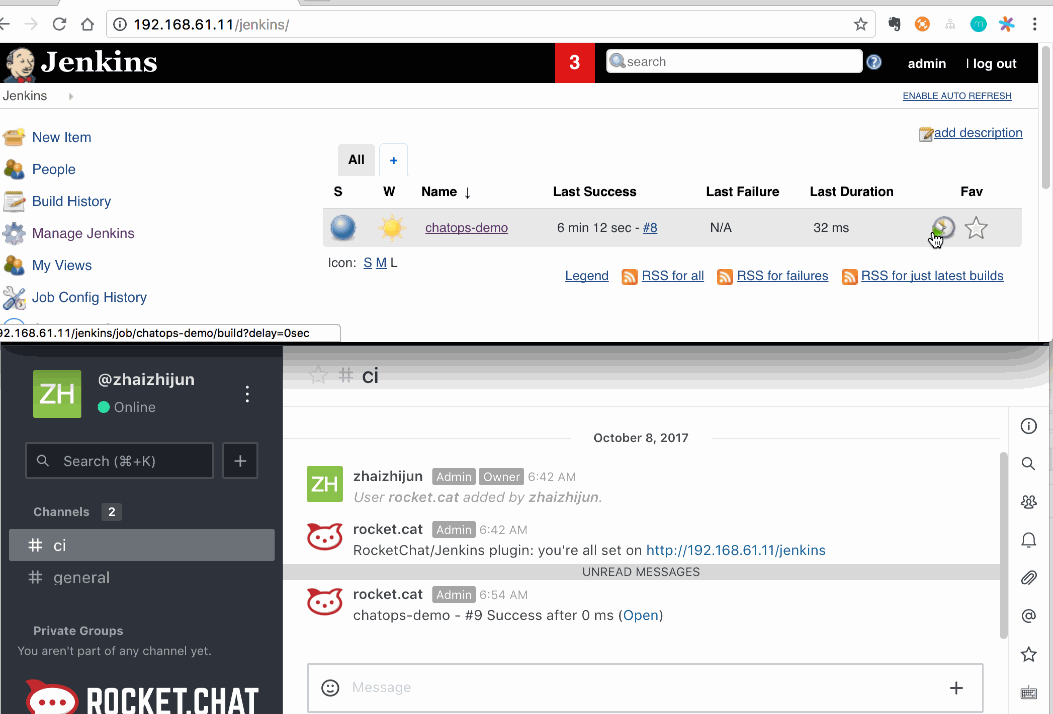 192.168.61.11/jenkins/
Jenkins
3
search
admin
log out
Jenkins
ENABLE AUTO REFRESH
New Item
People
Build History
Manage Jenkins
My Views
Job Config History
add description
All +
S W Name ↓ Last Success Last Failure Last Duration Fav
chatops-demo 6 min 12 sec - #8 N/A 32 ms
Icon: S M L
Legend RSS for all RSS for failures RSS for just latest builds
92.168.61.11/jenkins/job/chatops-demo/build?delay=0sec
ZH
@zhaizhijun
Online
Search (⌘+K)
+
Channels 2
# ci
# general
Private Groups
You aren't part of any channel yet.
ROCKET.CHAT
# ci
October 8, 2017
ZH
zhaizhijun Admin Owner 6:42 AM
User rocket.cat added by zhaizhijun.
rocket.cat Admin 6:42 AM
RocketChat/Jenkins plugin: you're all set on http://192.168.61.11/jenkins
UNREAD MESSAGES
rocket.cat Admin 6:54 AM
chatops-demo - #9 Success after 0 ms (Open)
Message
+